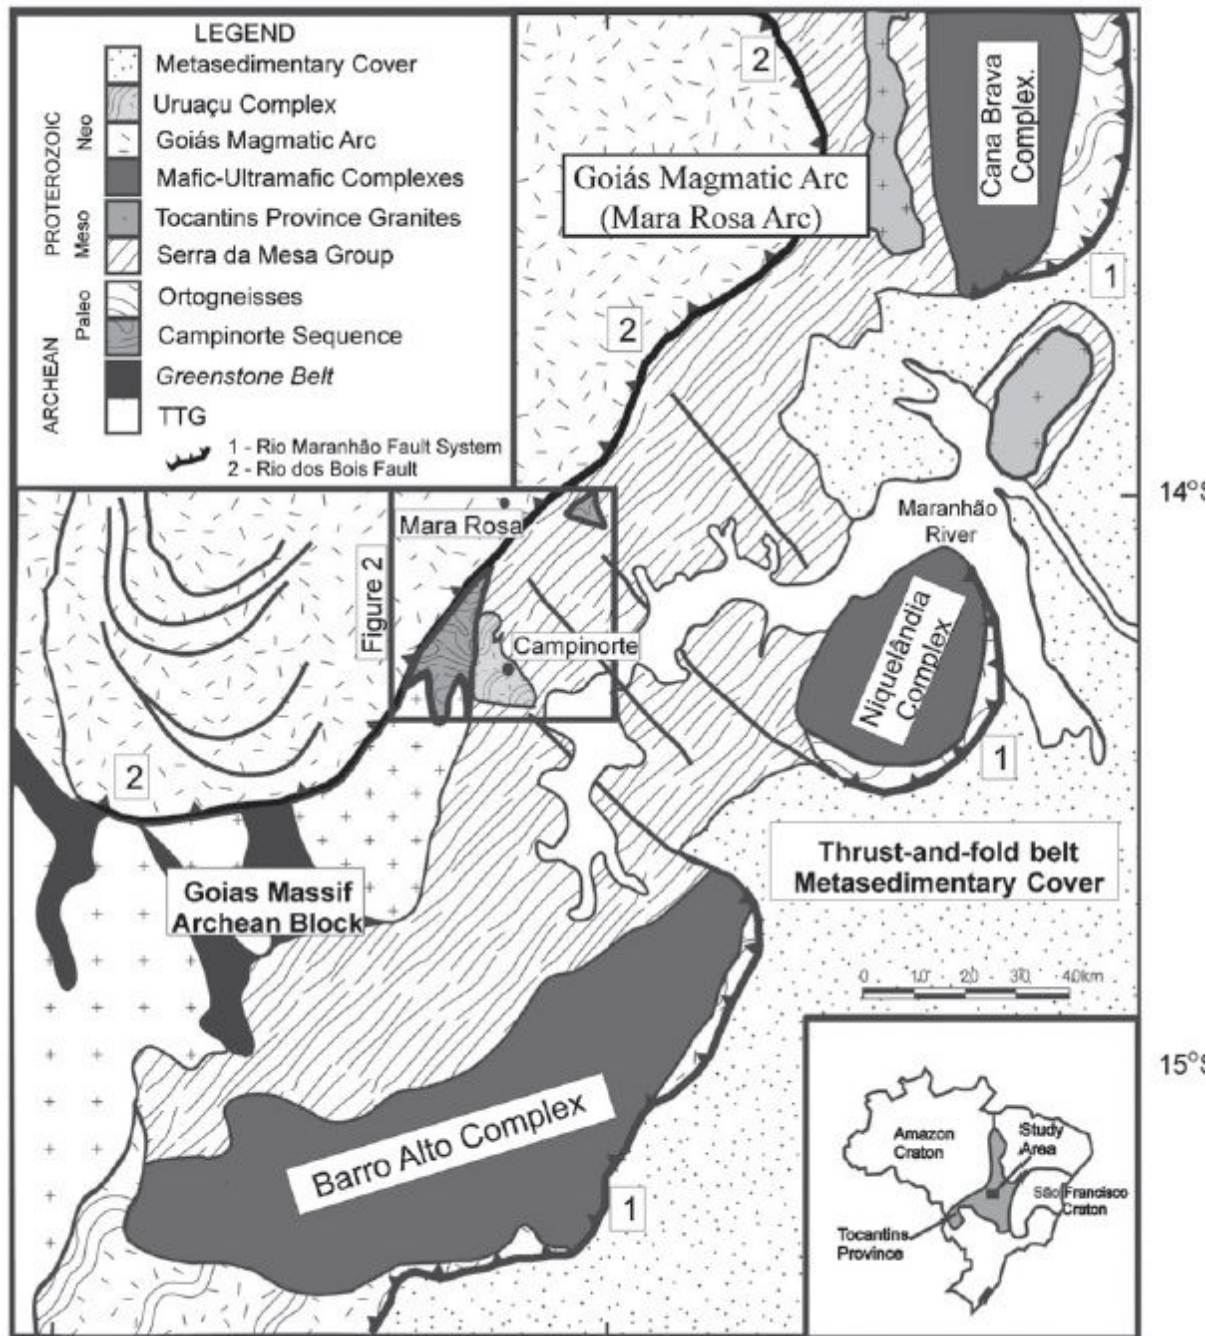 LEGEND
Metasedimentary Cover
Uruaçu Complex
Goiás Magmatic Arc
Mafic-Ultramafic Complexes
Tocantins Province Granites
Serra da Mesa Group
Ortogneisses
Campinorte Sequence
Greenstone Belt
TTG
ARCHEAN
PROTEROZOIC
Paleo
Meso
Neo
1 - Rio Maranhão Fault System
2 - Rio dos Bois Fault
2
Cana Brava
Complex.
Goiás Magmatic Arc
(Mara Rosa Arc)
1
2
14°S
Mara Rosa
Maranhão
River
Figure 2
Campinorte
Niquelândia
Complex
2
1
Thrust-and-fold belt
Metasedimentary Cover
Goias Massif
Archean Block
0 10 20 30 40km
15°S
Barro Alto Complex
1
Amazon
Craton
Study
Area
São Francisco
Craton
Tocantins
Province